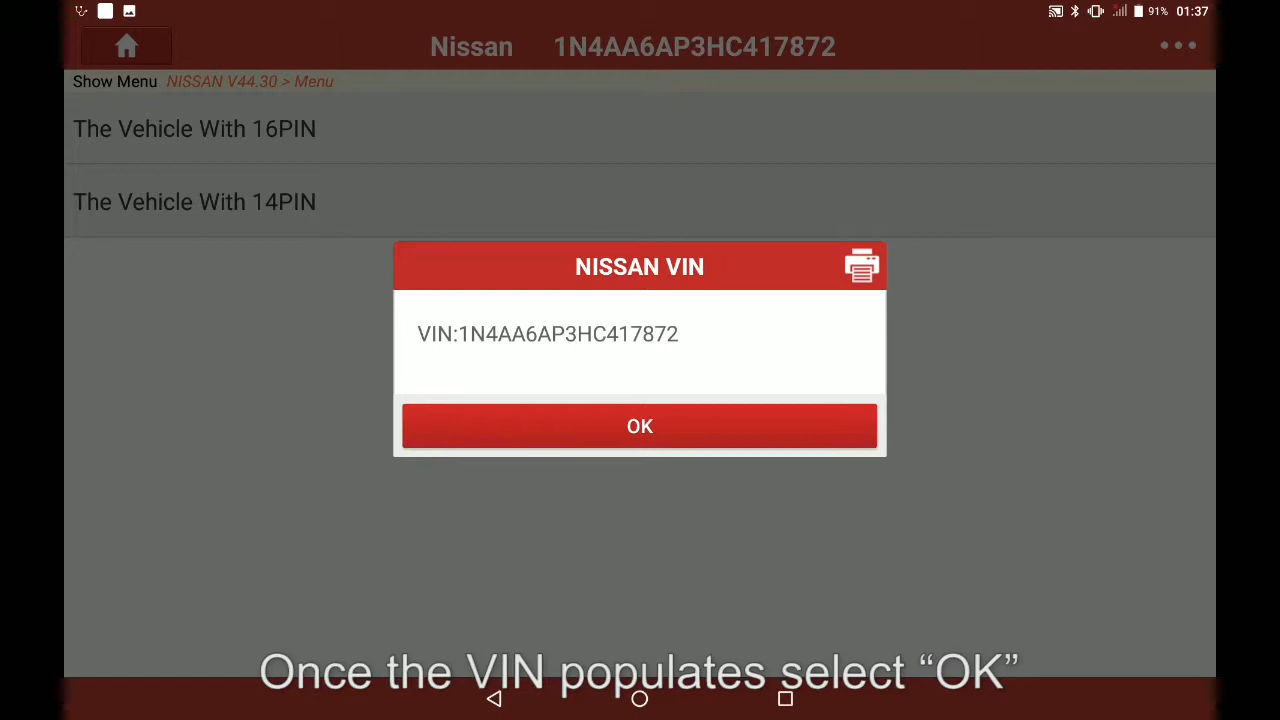 91% 01:37
Nissan 1N4AA6AP3HC417872
Show Menu NISSAN V44.30 > Menu
The Vehicle With 16PIN
The Vehicle With 14PIN
NISSAN VIN
VIN:1N4AA6AP3HC417872
OK
Once the VIN populates select “OK”